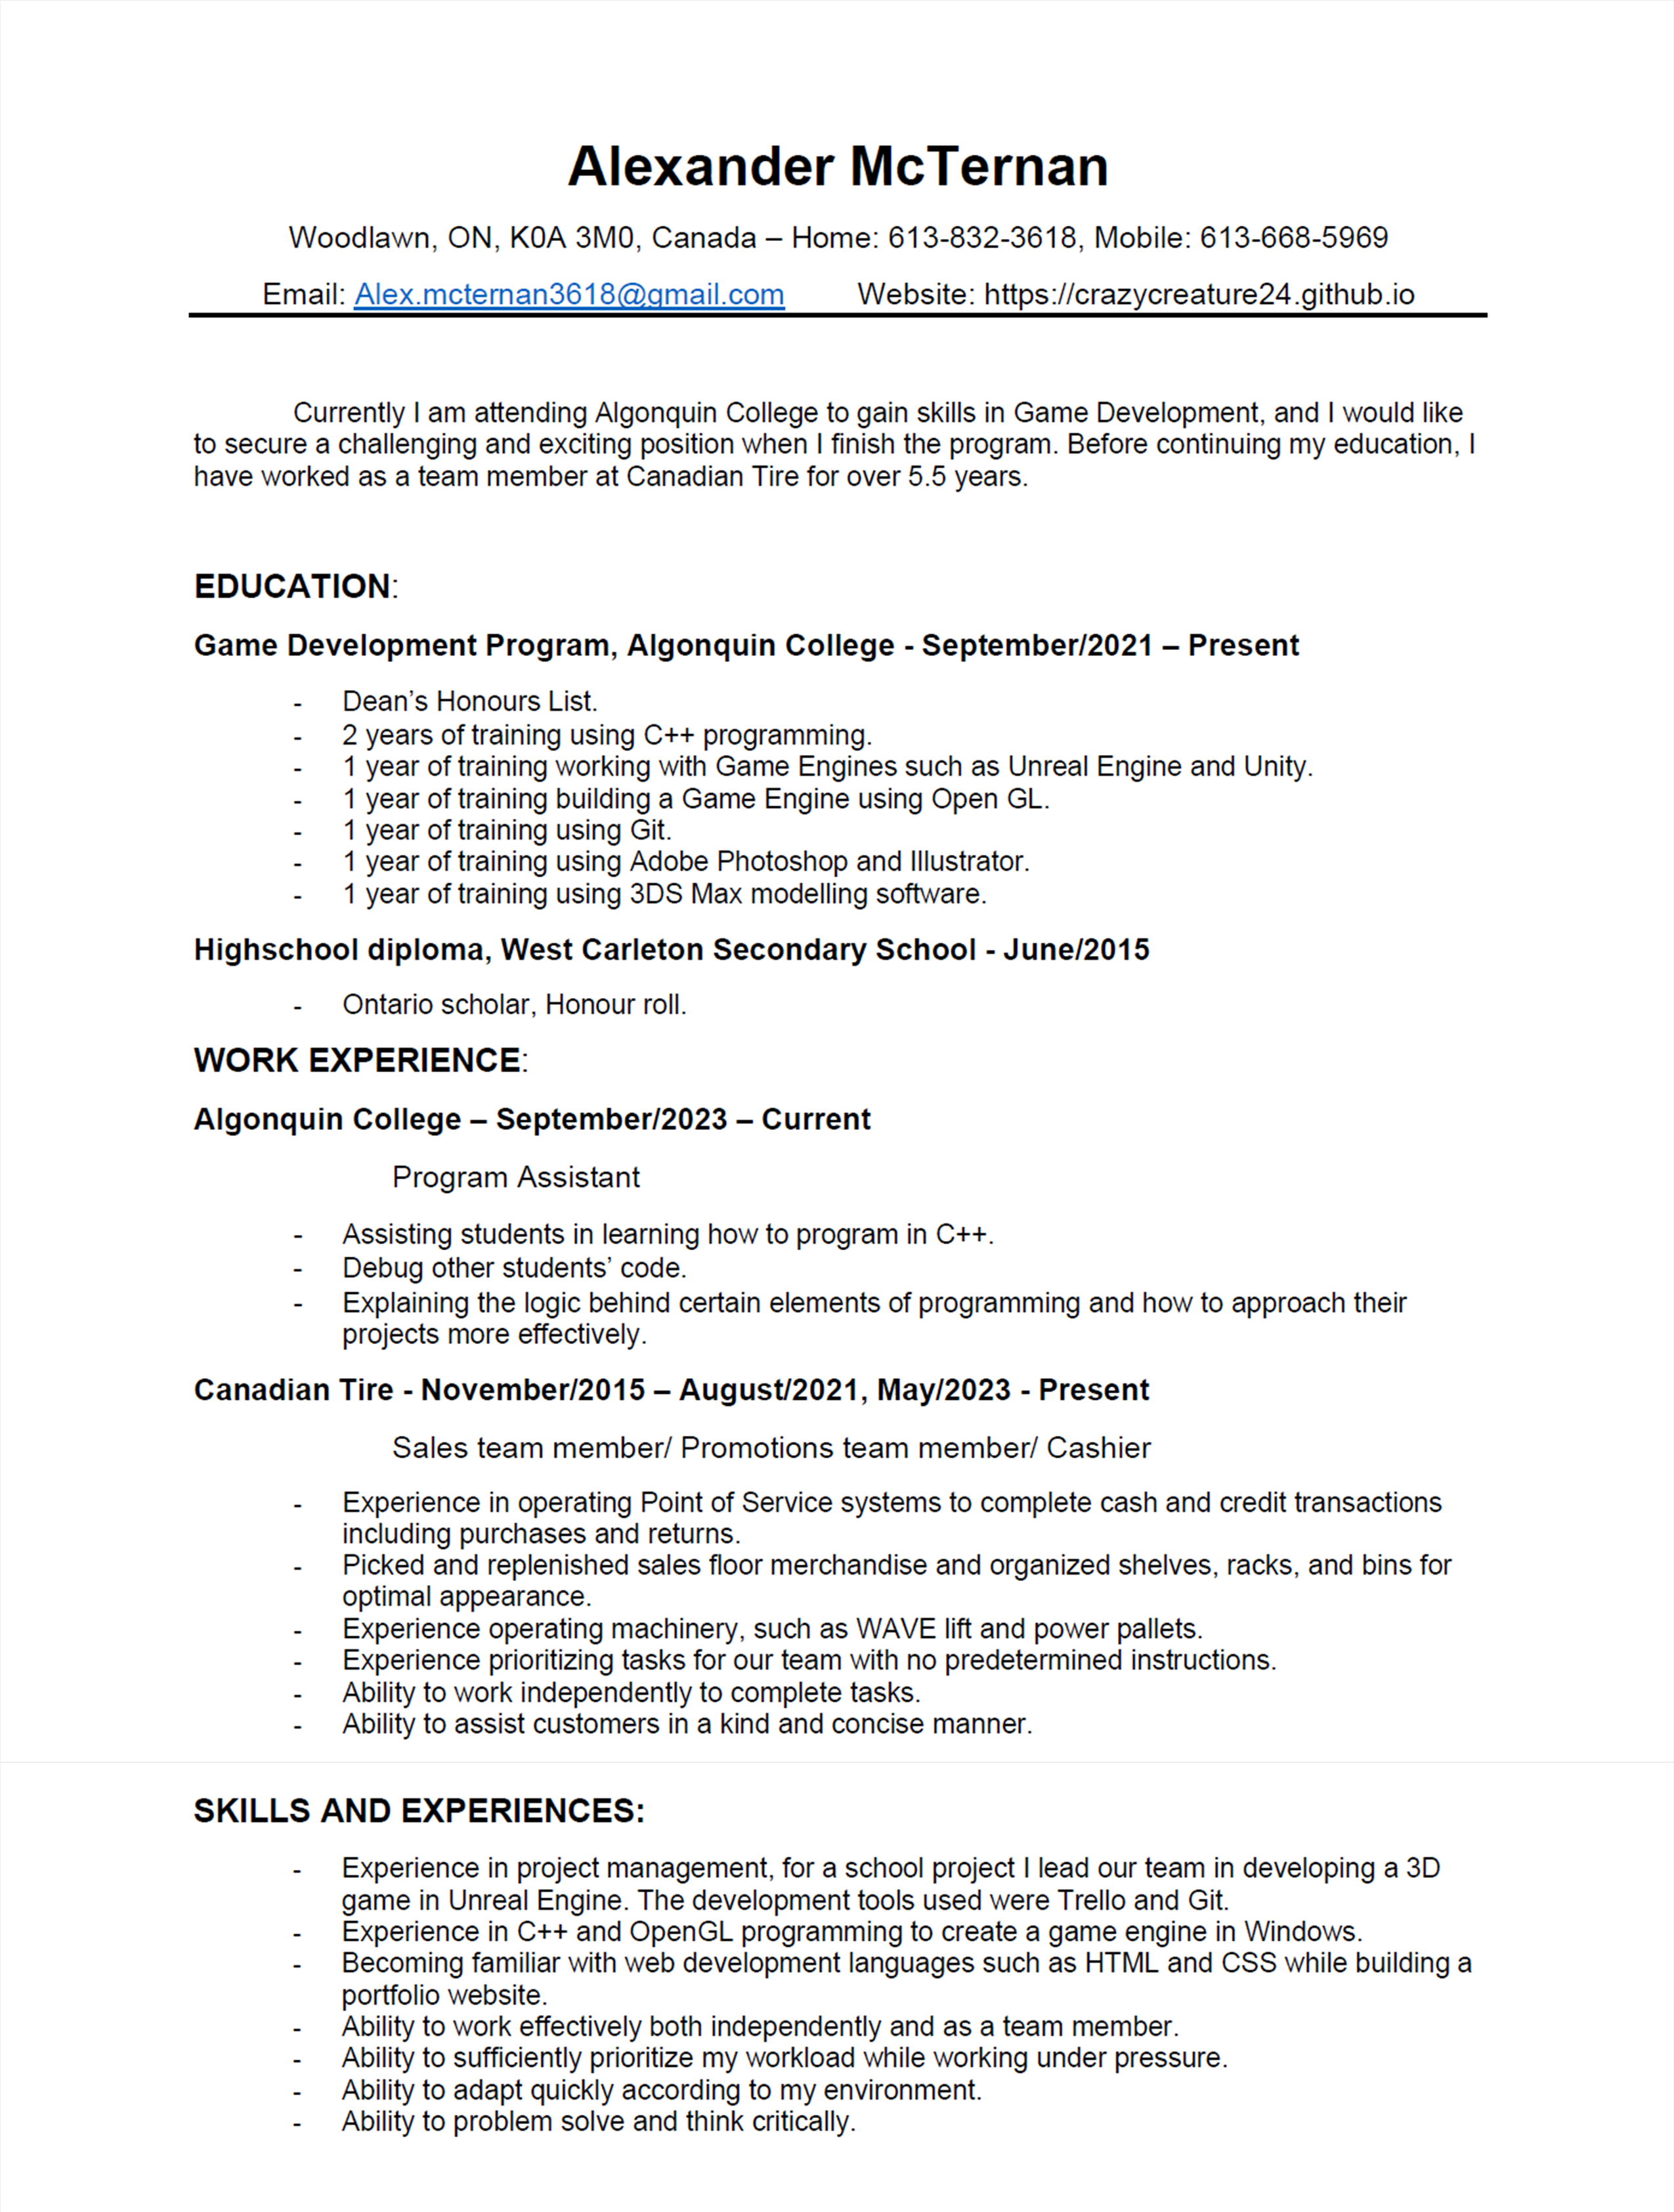 Alexander McTernan
Woodlawn, ON, K0A 3M0, Canada – Home: 613-832-3618, Mobile: 613-668-5969
Email: Alex.mcternan3618@gmail.com Website: https://crazycreature24.github.io
Currently I am attending Algonquin College to gain skills in Game Development, and I would like
to secure a challenging and exciting position when I finish the program. Before continuing my education, I
have worked as a team member at Canadian Tire for over 5.5 years.
EDUCATION:
Game Development Program, Algonquin College - September/2021 – Present
- Dean’s Honours List.
- 2 years of training using C++ programming.
- 1 year of training working with Game Engines such as Unreal Engine and Unity.
- 1 year of training building a Game Engine using Open GL.
- 1 year of training using Git.
- 1 year of training using Adobe Photoshop and Illustrator.
- 1 year of training using 3DS Max modelling software.
Highschool diploma, West Carleton Secondary School - June/2015
- Ontario scholar, Honour roll.
WORK EXPERIENCE:
Algonquin College – September/2023 – Current
Program Assistant
- Assisting students in learning how to program in C++.
- Debug other students’ code.
- Explaining the logic behind certain elements of programming and how to approach their
projects more effectively.
Canadian Tire - November/2015 – August/2021, May/2023 - Present
Sales team member/ Promotions team member/ Cashier
- Experience in operating Point of Service systems to complete cash and credit transactions
including purchases and returns.
- Picked and replenished sales floor merchandise and organized shelves, racks, and bins for
optimal appearance.
- Experience operating machinery, such as WAVE lift and power pallets.
- Experience prioritizing tasks for our team with no predetermined instructions.
- Ability to work independently to complete tasks.
- Ability to assist customers in a kind and concise manner.
SKILLS AND EXPERIENCES:
- Experience in project management, for a school project I lead our team in developing a 3D
game in Unreal Engine. The development tools used were Trello and Git.
- Experience in C++ and OpenGL programming to create a game engine in Windows.
- Becoming familiar with web development languages such as HTML and CSS while building a
portfolio website.
- Ability to work effectively both independently and as a team member.
- Ability to sufficiently prioritize my workload while working under pressure.
- Ability to adapt quickly according to my environment.
- Ability to problem solve and think critically.